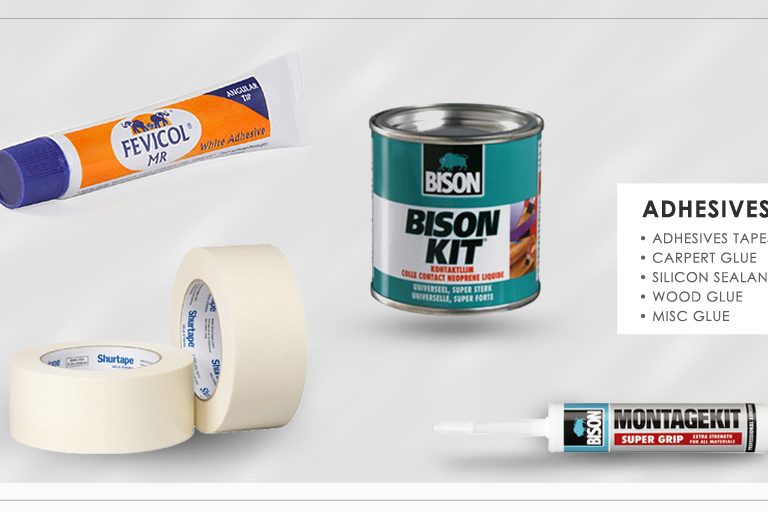 ANGULAR
TIP
FEVICOL®
MR
White Adhesive
BISON
BISON
KIT®
KONTAKTLIJM
COLLE CONTACT NEOPRENE LIQUIDE
UNIVERSEEL, SUPER STERK
UNIVERSELLE, SUPER FORTE
ADHESIVES
• ADHESIVES TAPES
• CARPERT GLUE
• SILICON SEALAN
• WOOD GLUE
• MISC GLUE
Shurtape
Shurtape
BISON
MONTAGEKIT
SUPER GRIP
EXTRA STRENGTH
FOR ALL MATERIALS